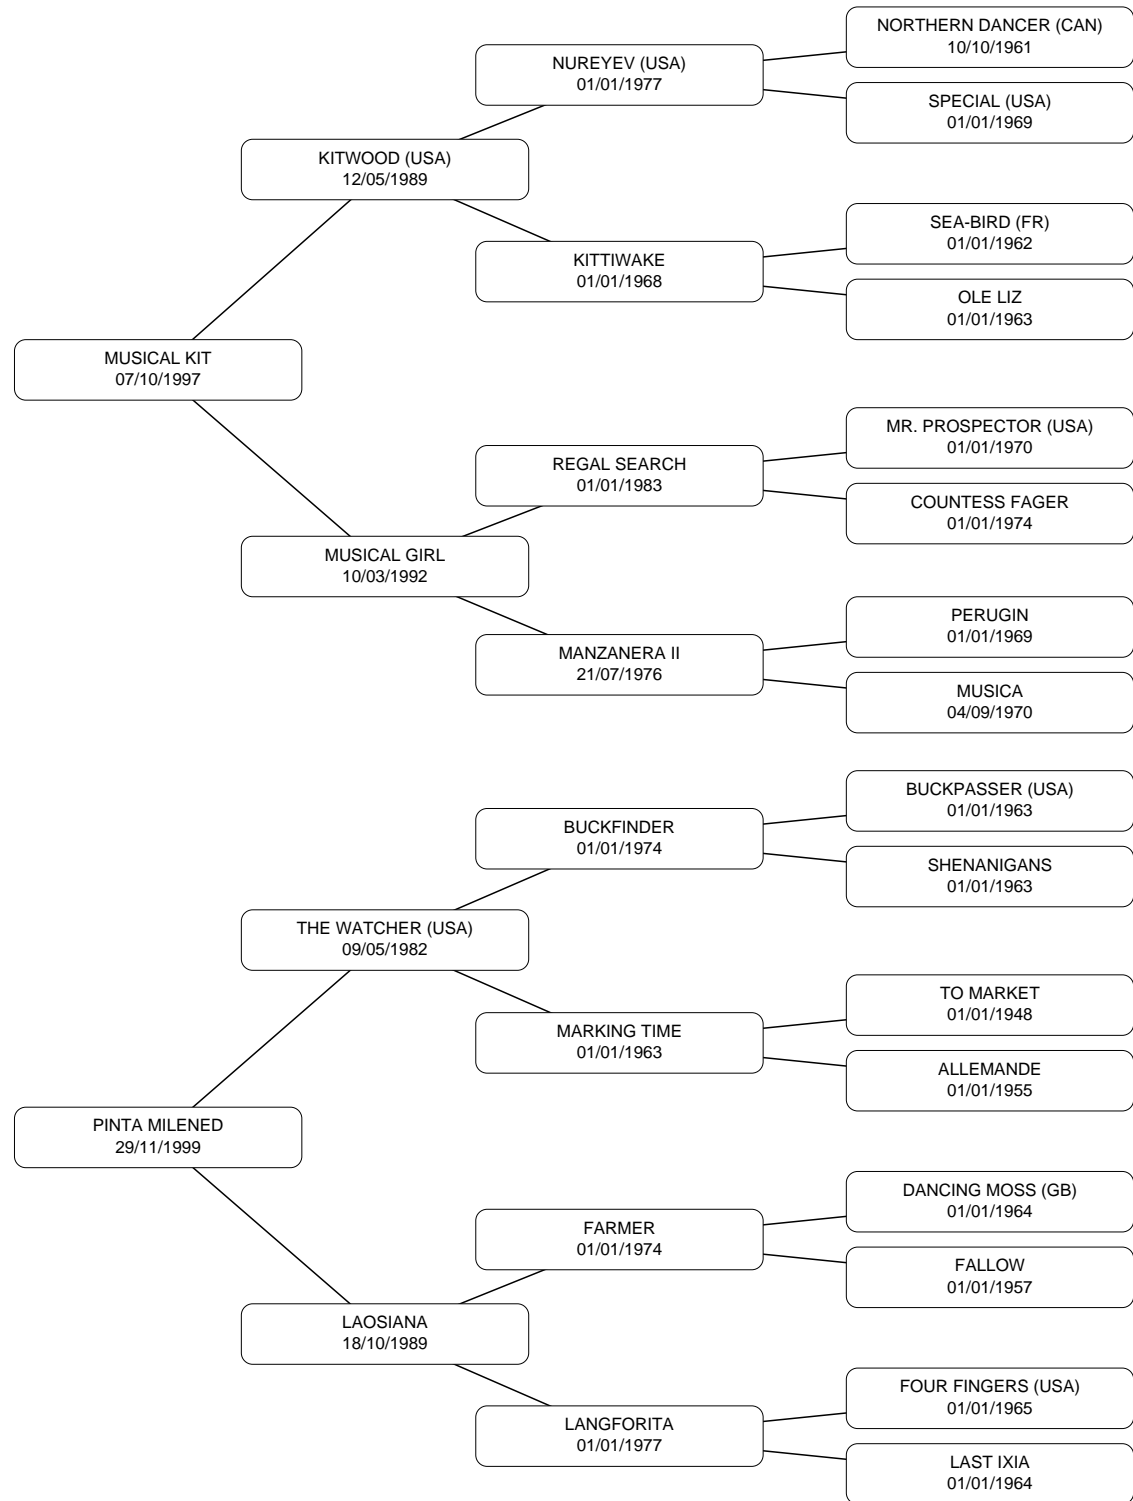 NORTHERN DANCER (CAN)
10/10/1961
NUREYEV (USA)
01/01/1977
SPECIAL (USA)
01/01/1969
KITWOOD (USA)
12/05/1989
SEA-BIRD (FR)
01/01/1962
KITTIWAKE
01/01/1968
OLE LIZ
01/01/1963
MUSICAL KIT
07/10/1997
MR. PROSPECTOR (USA)
01/01/1970
REGAL SEARCH
01/01/1983
COUNTESS FAGER
01/01/1974
MUSICAL GIRL
10/03/1992
PERUGIN
01/01/1969
MANZANERA II
21/07/1976
MUSICA
04/09/1970
BUCKPASSER (USA)
01/01/1963
BUCKFINDER
01/01/1974
SHENANIGANS
01/01/1963
THE WATCHER (USA)
09/05/1982
TO MARKET
01/01/1948
MARKING TIME
01/01/1963
ALLEMANDE
01/01/1955
PINTA MILENED
29/11/1999
DANCING MOSS (GB)
01/01/1964
FARMER
01/01/1974
FALLOW
01/01/1957
LAOSIANA
18/10/1989
FOUR FINGERS (USA)
01/01/1965
LANGFORITA
01/01/1977
LAST IXIA
01/01/1964